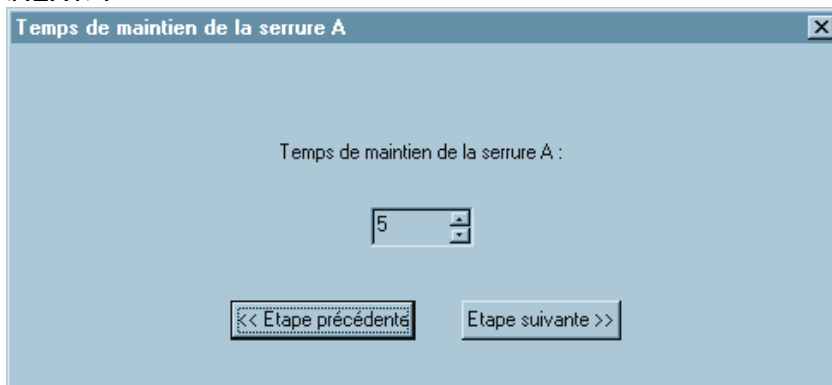 Temps de maintien de la serrure A
Temps de maintien de la serrure A :
5
<< Etape précédente
Etape suivante >>